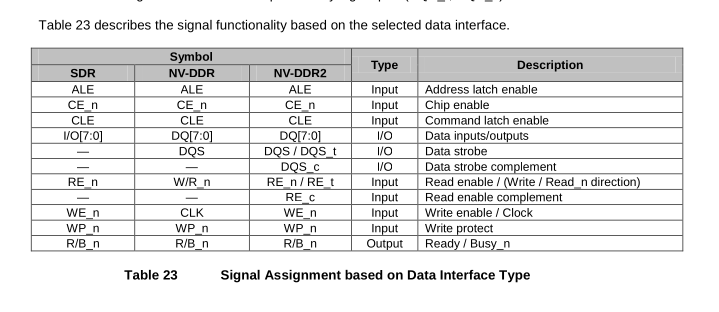 Table 23 describes the signal functionality based on the selected data interface.
Symbol Type Description
SDR NV-DDR NV-DDR2
ALE ALE ALE Input Address latch enable
CE_n CE_n CE_n Input Chip enable
CLE CLE CLE Input Command latch enable
I/O[7:0] DQ[7:0] DQ[7:0] I/O Data inputs/outputs
— DQS DQS / DQS_t I/O Data strobe
— — DQS_c I/O Data strobe complement
RE_n W/R_n RE_n / RE_t Input Read enable / (Write / Read_n direction)
— — RE_c Input Read enable complement
WE_n CLK WE_n Input Write enable / Clock
WP_n WP_n WP_n Input Write protect
R/B_n R/B_n R/B_n Output Ready / Busy_n
Table 23 Signal Assignment based on Data Interface Type